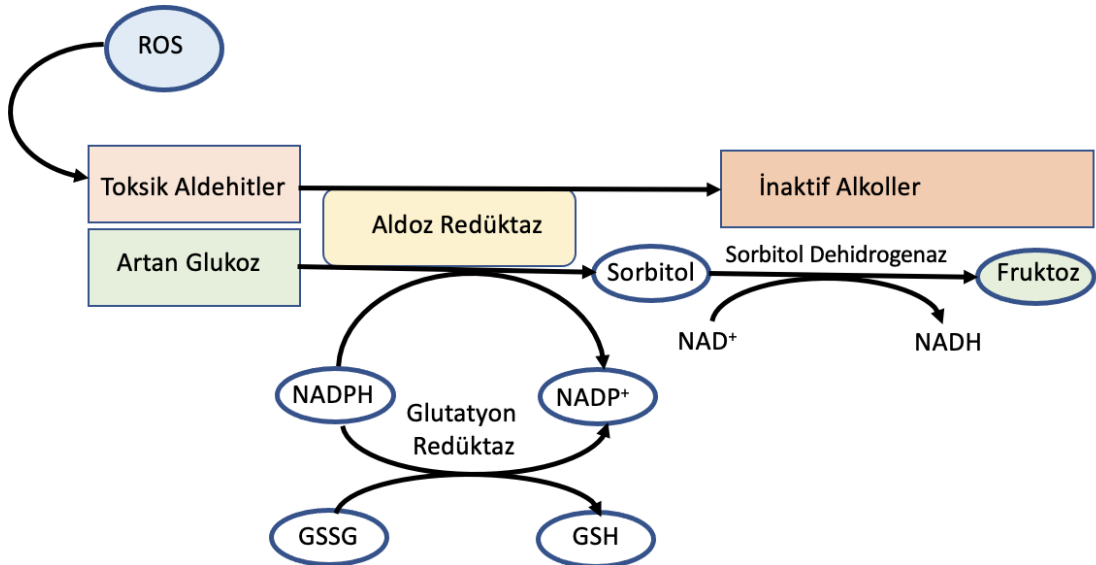 ROS
Toksik Aldehitler
İnaktif Alkoller
Aldoz Redüktaz
Artan Glukoz
Sorbitol
Sorbitol Dehidrogenaz
Fruktoz
NAD⁺
NADH
NADPH
NADP⁺
Glutatyon
Redüktaz
GSSG
GSH